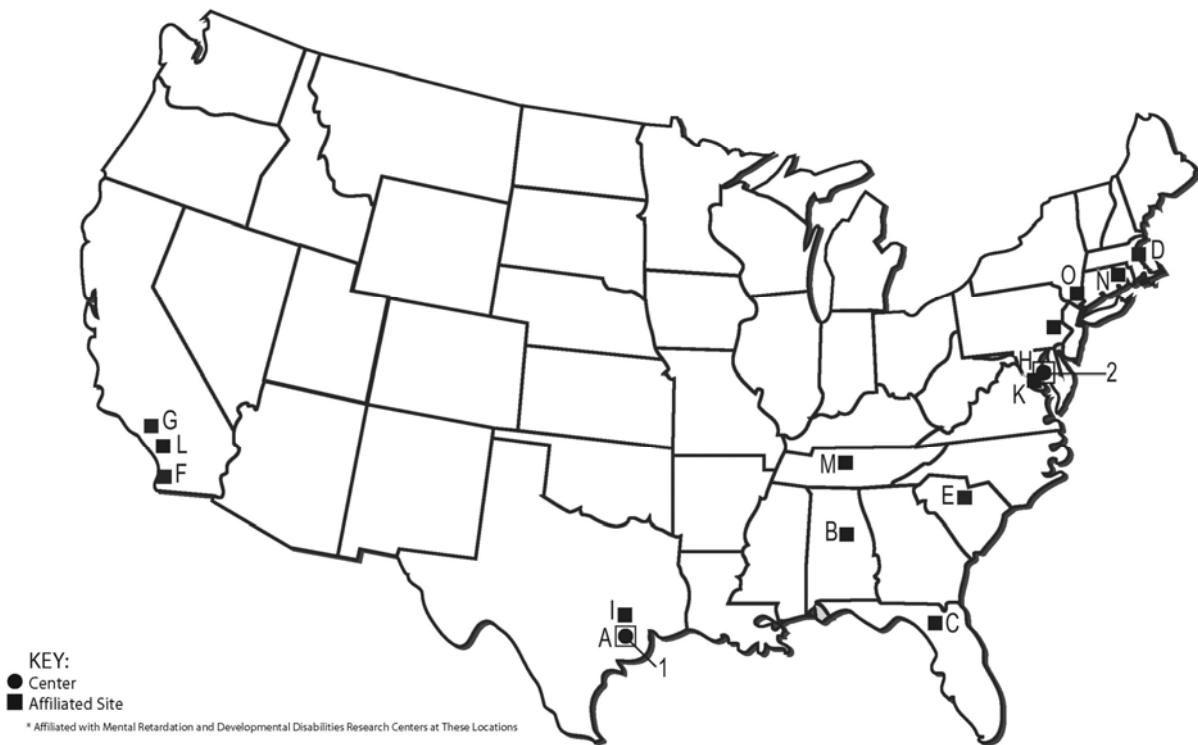 D
O
N
H
2
K
G
L
F
M
E
B
I
C
A
1
KEY:
Center
Affiliated Site
* Affiliated with Mental Retardation and Developmental Disabilities Research Centers at These Locations